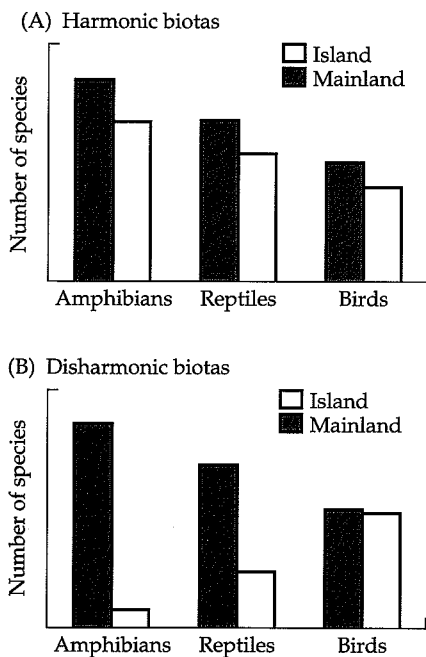 (A) Harmonic biotas
Island
Mainland
Number of species
Amphibians Reptiles Birds
(B) Disharmonic biotas
Island
Mainland
Number of species
Amphibians Reptiles Birds